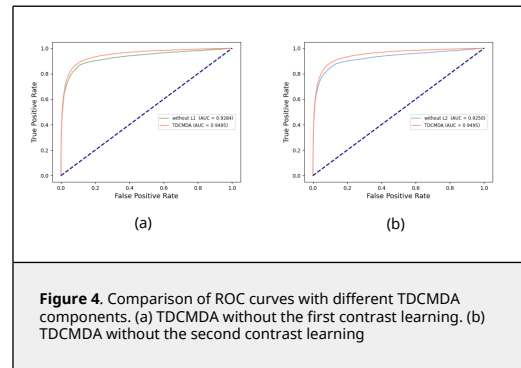 1.0
0.8
0.6
0.4
0.2
0.0
True Positive Rate
without L1 (AUC = 0.9284)
TDCMDA (AUC = 0.9495)
0.0 0.2 0.4 0.6 0.8 1.0
False Positive Rate
(a)
1.0
0.8
0.6
0.4
0.2
0.0
True Positive Rate
without L2 (AUC = 0.9250)
TDCMDA (AUC = 0.9495)
0.0 0.2 0.4 0.6 0.8 1.0
False Positive Rate
(b)
Figure 4. Comparison of ROC curves with different TDCMDA
components. (a) TDCMDA without the first contrast learning. (b)
TDCMDA without the second contrast learning